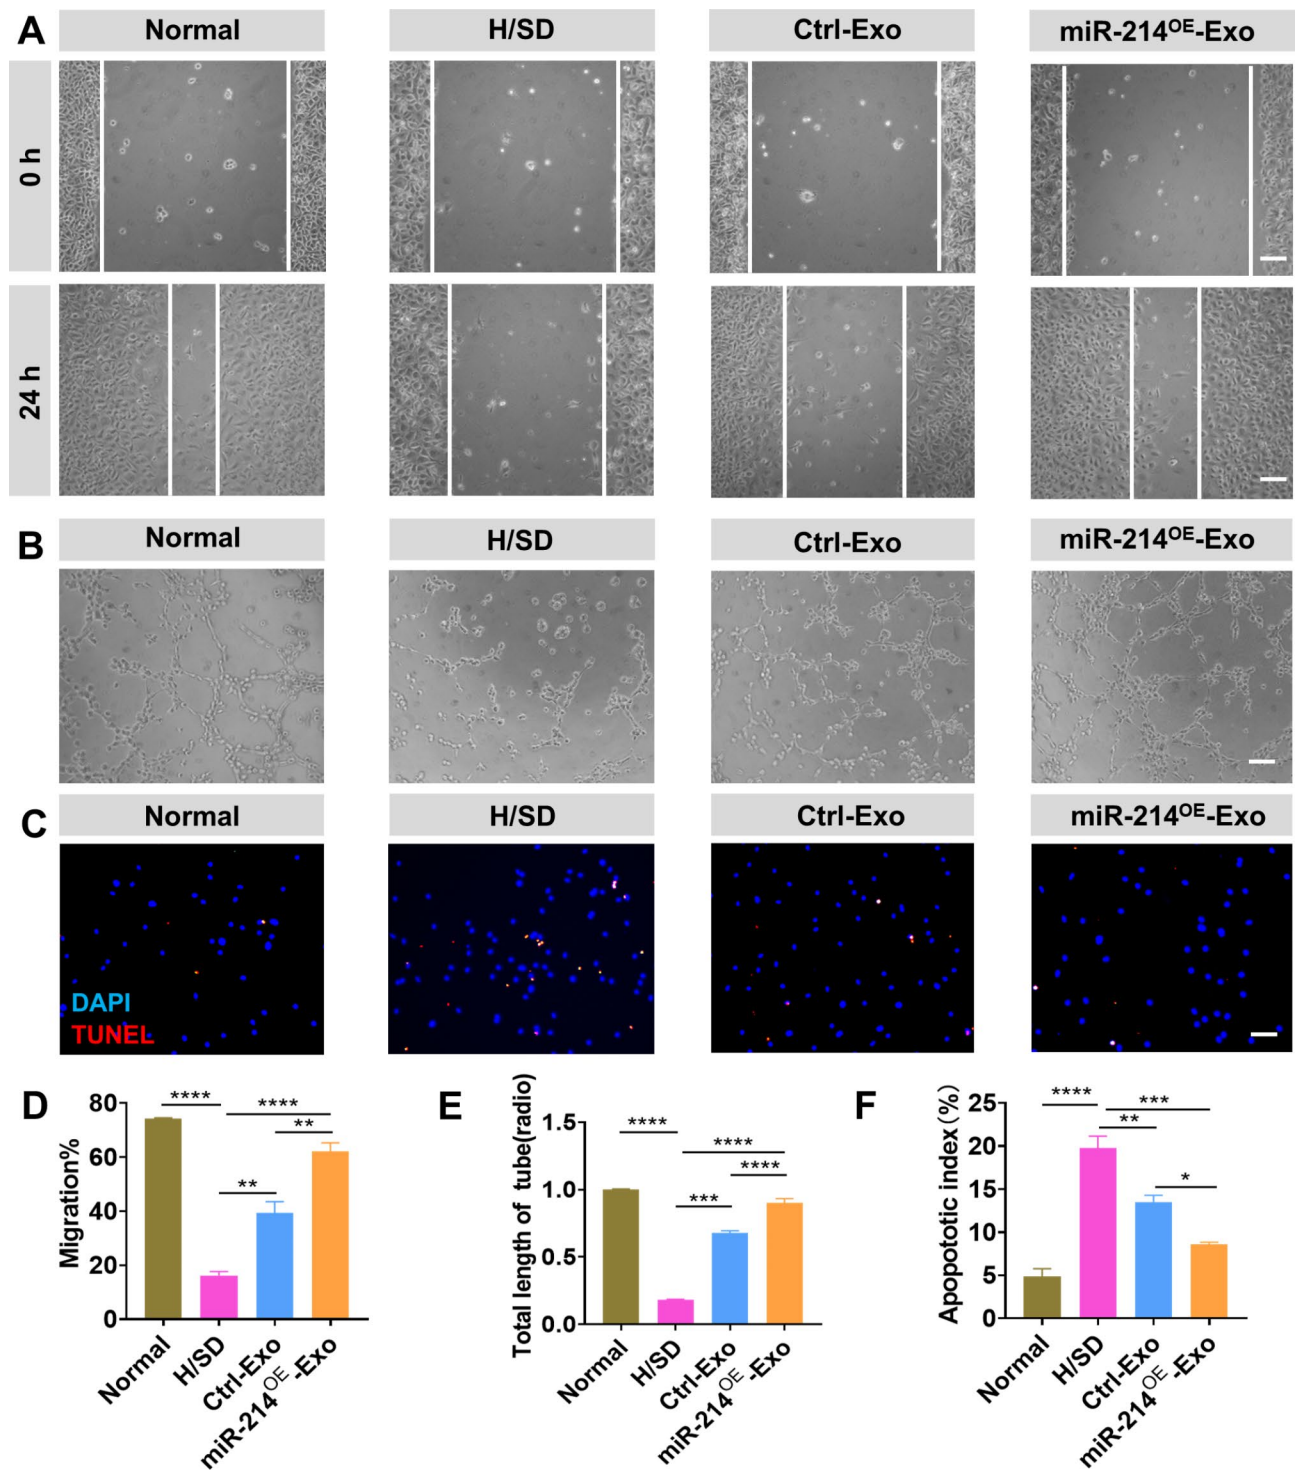 A
Normal
H/SD
Ctrl-Exo
miR-214OE-Exo
0 h
24 h
B
Normal
H/SD
Ctrl-Exo
miR-214OE-Exo
C
Normal
H/SD
Ctrl-Exo
miR-214OE-Exo
DAPI
TUNEL
D
Migration%
80
60
40
20
0
****
****
**
**
Normal
H/SD
Ctrl-Exo
miR-214OE-Exo
E
Total length of tube(radio)
1.5
1.0
0.5
0.0
****
****
****
***
Normal
H/SD
Ctrl-Exo
miR-214OE-Exo
F
Apopototic index(%)
25
20
15
10
5
0
****
***
**
*
Normal
H/SD
Ctrl-Exo
miR-214OE-Exo